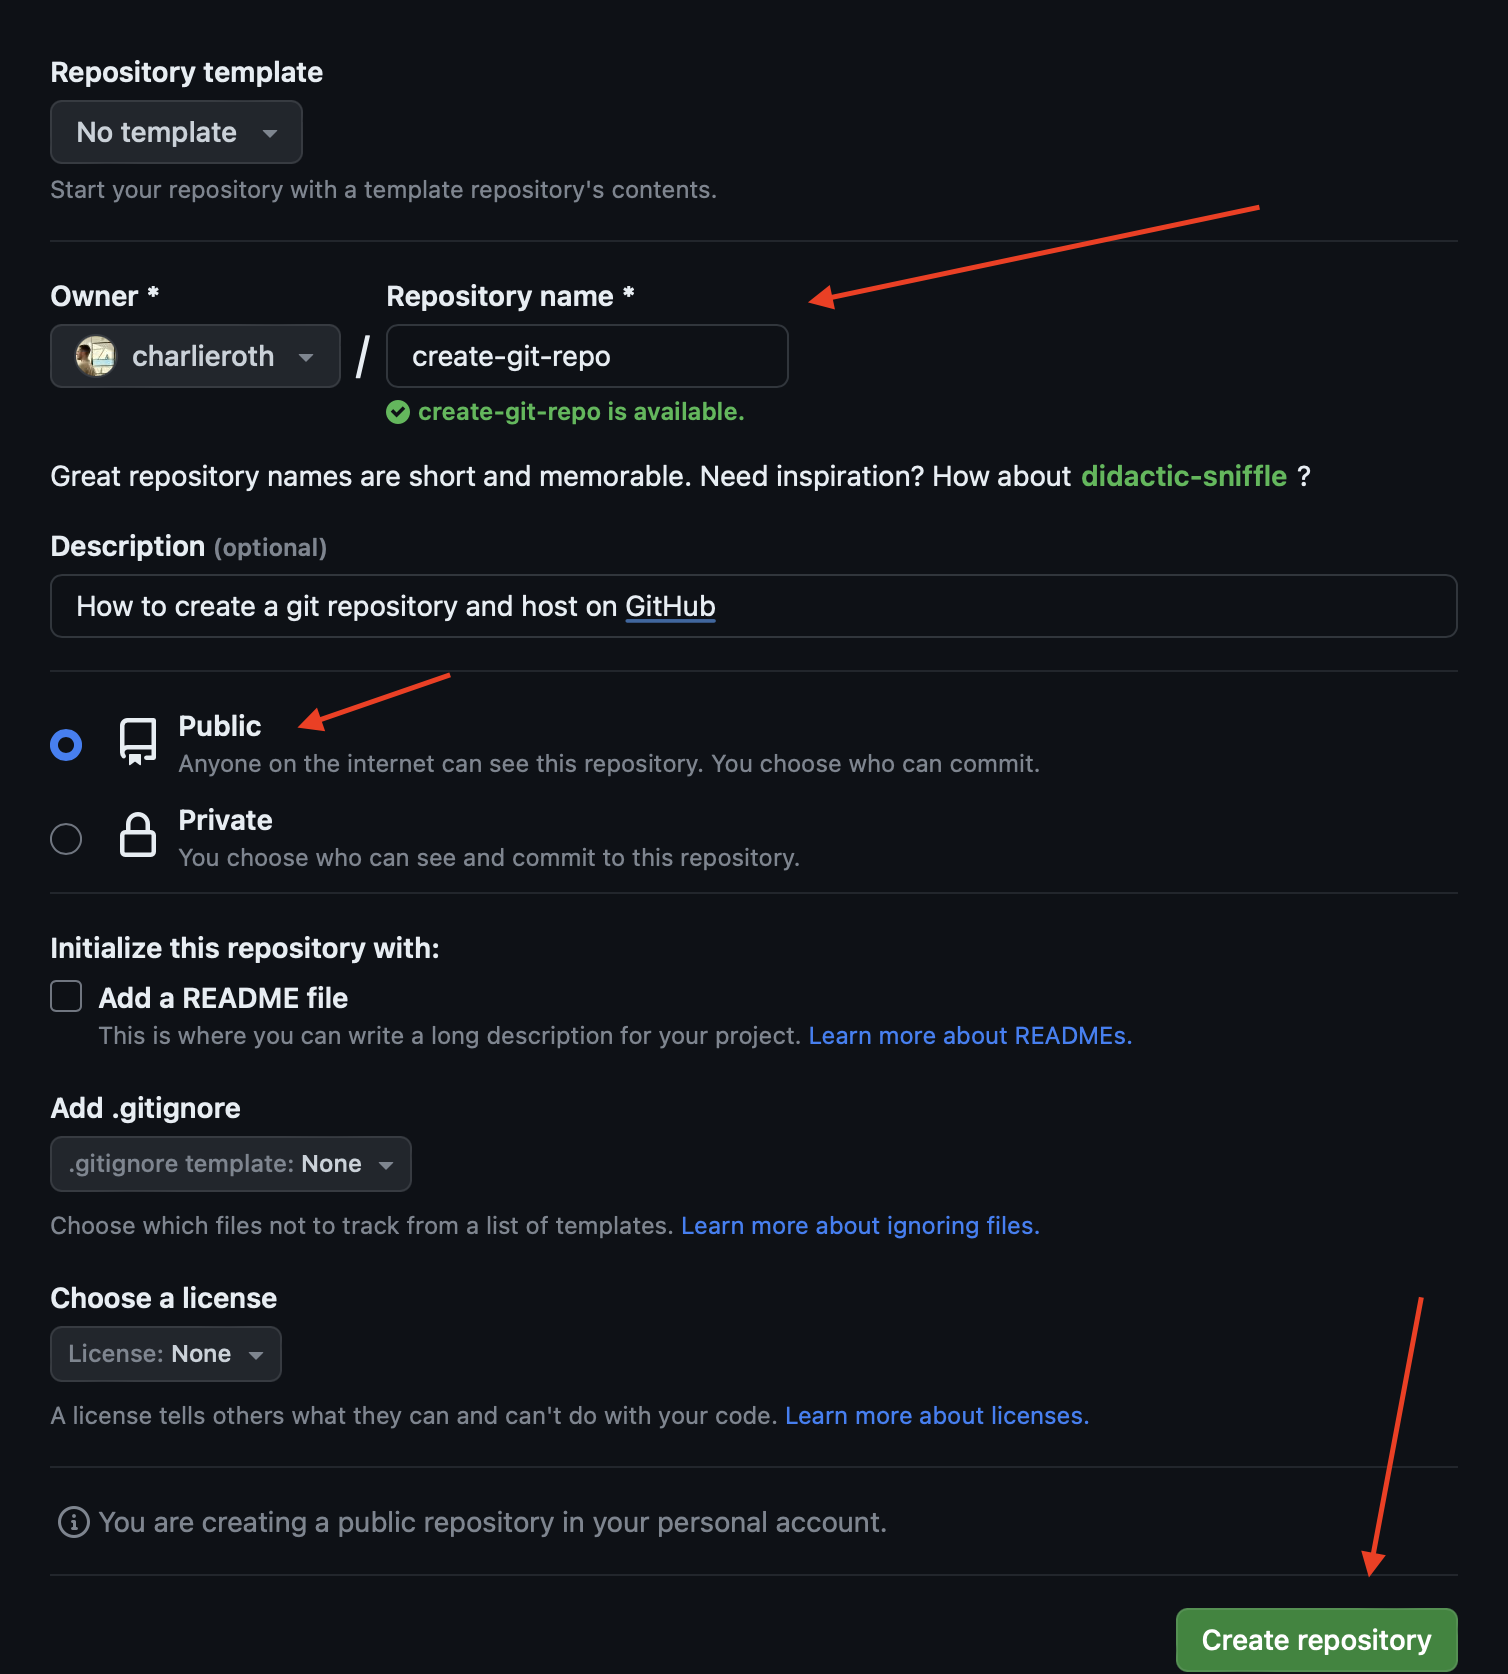 Repository template
No template
Start your repository with a template repository's contents.
Owner * Repository name *
charlieroth / create-git-repo
create-git-repo is available.
Great repository names are short and memorable. Need inspiration? How about didactic-sniffle ?
Description (optional)
How to create a git repository and host on GitHub
Public
Anyone on the internet can see this repository. You choose who can commit.
Private
You choose who can see and commit to this repository.
Initialize this repository with:
Add a README file
This is where you can write a long description for your project. Learn more about READMEs.
Add .gitignore
.gitignore template: None
Choose which files not to track from a list of templates. Learn more about ignoring files.
Choose a license
License: None
A license tells others what they can and can't do with your code. Learn more about licenses.
You are creating a public repository in your personal account.
Create repository